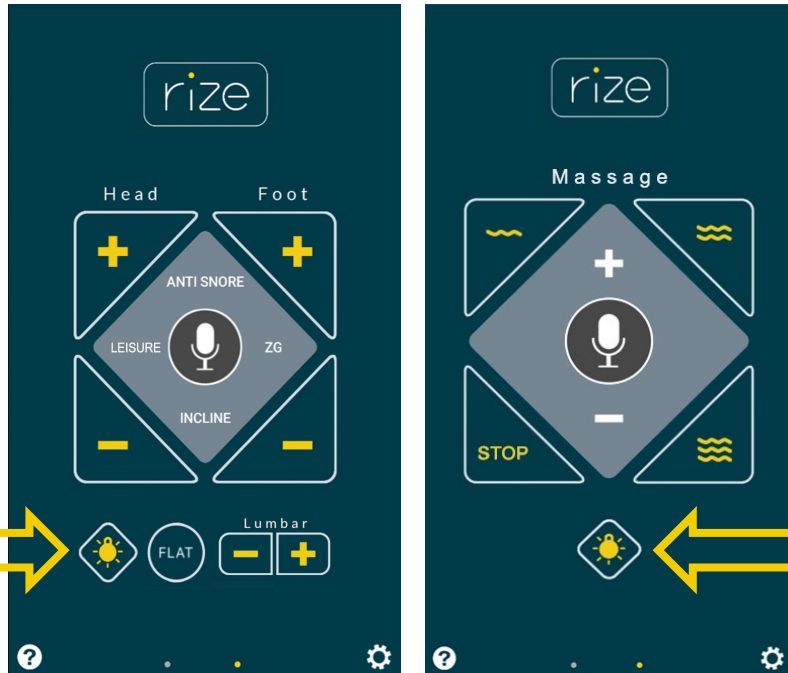 rize
Head
Foot
ANTI SNORE
LEISURE
ZG
INCLINE
Lumbar
FLAT
?
rize
Massage
STOP
?